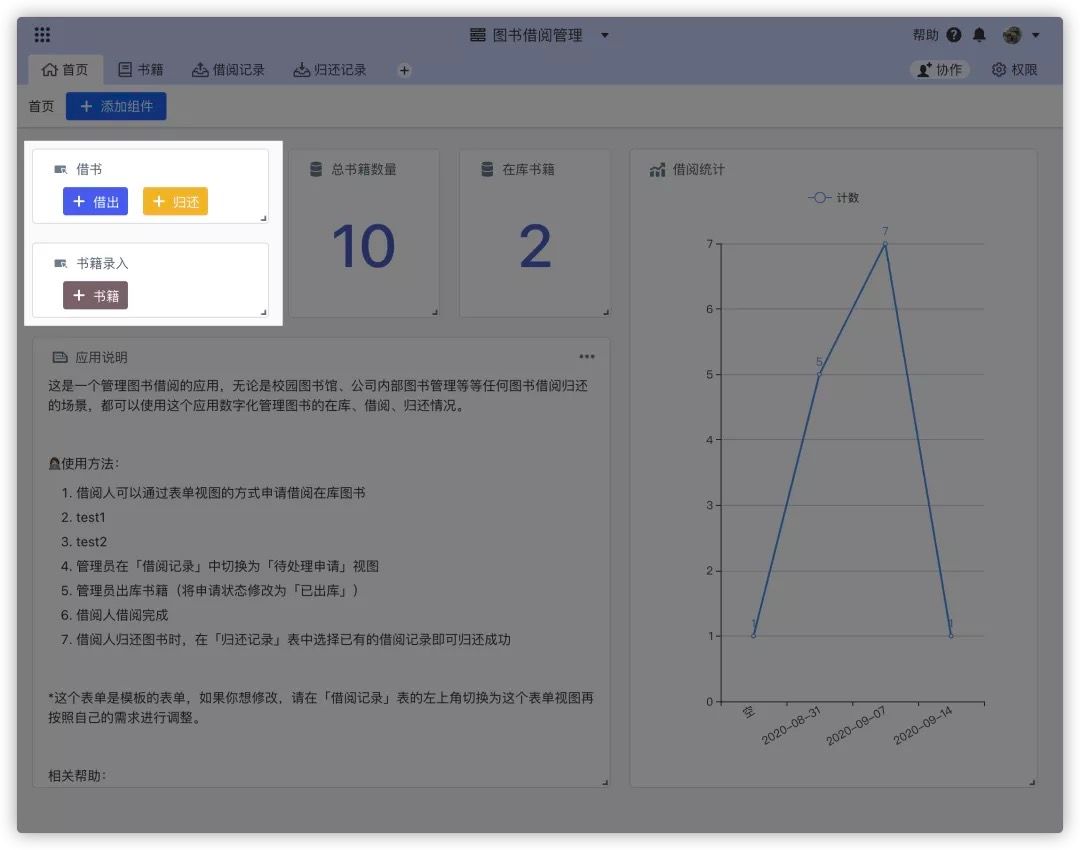 图书借阅管理
帮助
首页
书籍
借阅记录
归还记录
协作
权限
首页
添加组件
借书
借出
归还
书籍录入
书籍
总书籍数量
10
在库书籍
2
应用说明
这是一个管理图书借阅的应用，无论是校园图书馆、公司内部图书管理等等任何图书借阅归还
的场景，都可以使用这个应用数字化管理图书的在库、借阅、归还情况。
使用方法：
1. 借阅人可以通过表单视图的方式申请借阅在库图书
2. test1
3. test2
4. 管理员在「借阅记录」中切换为「待处理申请」视图
5. 管理员出库书籍（将申请状态修改为「已出库」）
6. 借阅人借阅完成
7. 借阅人归还图书时，在「归还记录」表中选择已有的借阅记录即可归还成功
*这个表单是模板的表单，如果你想修改，请在「借阅记录」表的左上角切换为这个表单视图再
按照自己的需求进行调整。
相关帮助：
借阅统计
计数
7
6
5
4
3
2
1
0
1
5
7
1
空
2020-08-31
2020-09-07
2020-09-14